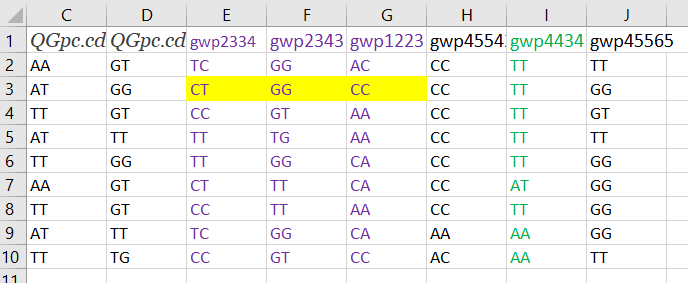 C D E F G H I J
1 QGpc.cd QGpc.cd gwp2334 gwp2343 gwp1223 gwp4554 gwp4434 gwp45565
2 AA GT TC GG AC CC TT TT
3 AT GG CT GG CC CC TT GG
4 TT GT CC GT AA CC TT GT
5 AT TT TT TG AA CC TT TT
6 TT GG TT GG CA CC TT GG
7 AA GT CT TT CA CC AT GG
8 TT GT CC TT AA CC TT GG
9 AT TT TC GG CA AA AA GG
10 TT TG CC GT CC AC AA TT
11